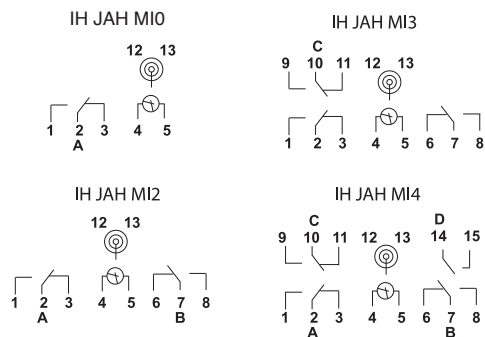 IH JAH MI0
12 13
1 2 3 4 5
A
IH JAH MI3
C
9 10 11 12 13
1 2 3 4 5 6 7 8
IH JAH MI2
12 13
1 2 3 4 5 6 7 8
A B
IH JAH MI4
C D
9 10 11 12 13 14 15
1 2 3 4 5 6 7 8
A B